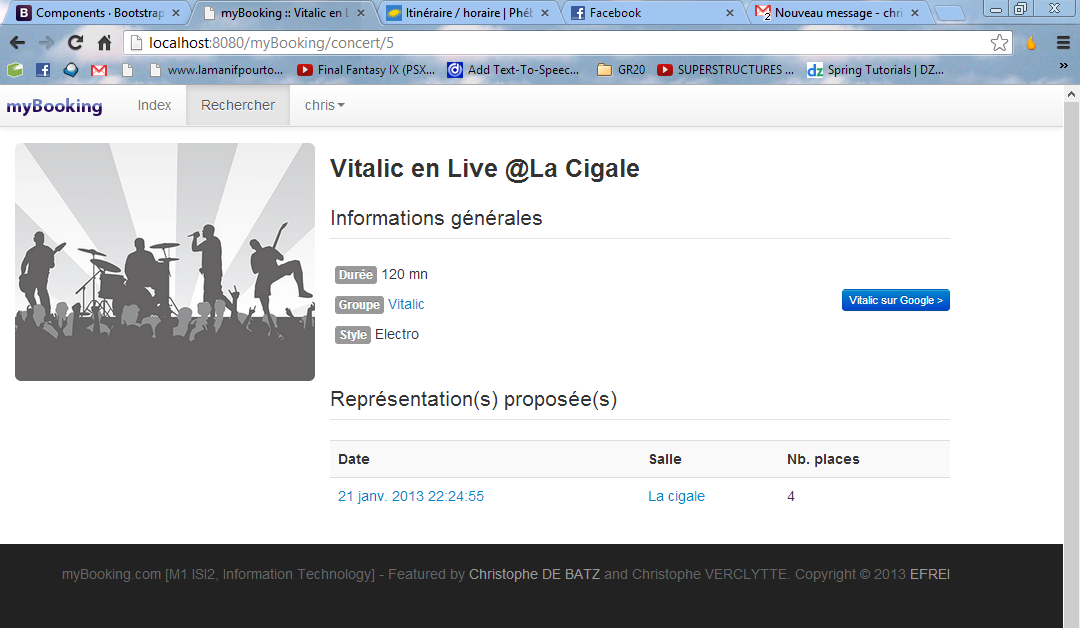 Components · Bootstrap
myBooking :: Vitalic en L
Itinéraire / horaire | Phéb
Facebook
2 Nouveau message - chri
localhost:8080/myBooking/concert/5
www.lamanifpourto...
Final Fantasy IX (PSX...
Add Text-To-Speec...
GR20
SUPERSTRUCTURES ...
dz Spring Tutorials | DZ...
»
myBooking
Index
Rechercher
chris
Vitalic en Live @La Cigale
Informations générales
Durée 120 mn
Groupe Vitalic
Vitalic sur Google >
Style Electro
Représentation(s) proposée(s)
Date Salle Nb. places
21 janv. 2013 22:24:55 La cigale 4
myBooking.com [M1 ISI2, Information Technology] - Featured by Christophe DE BATZ and Christophe VERCLYTTE. Copyright © 2013 EFREI